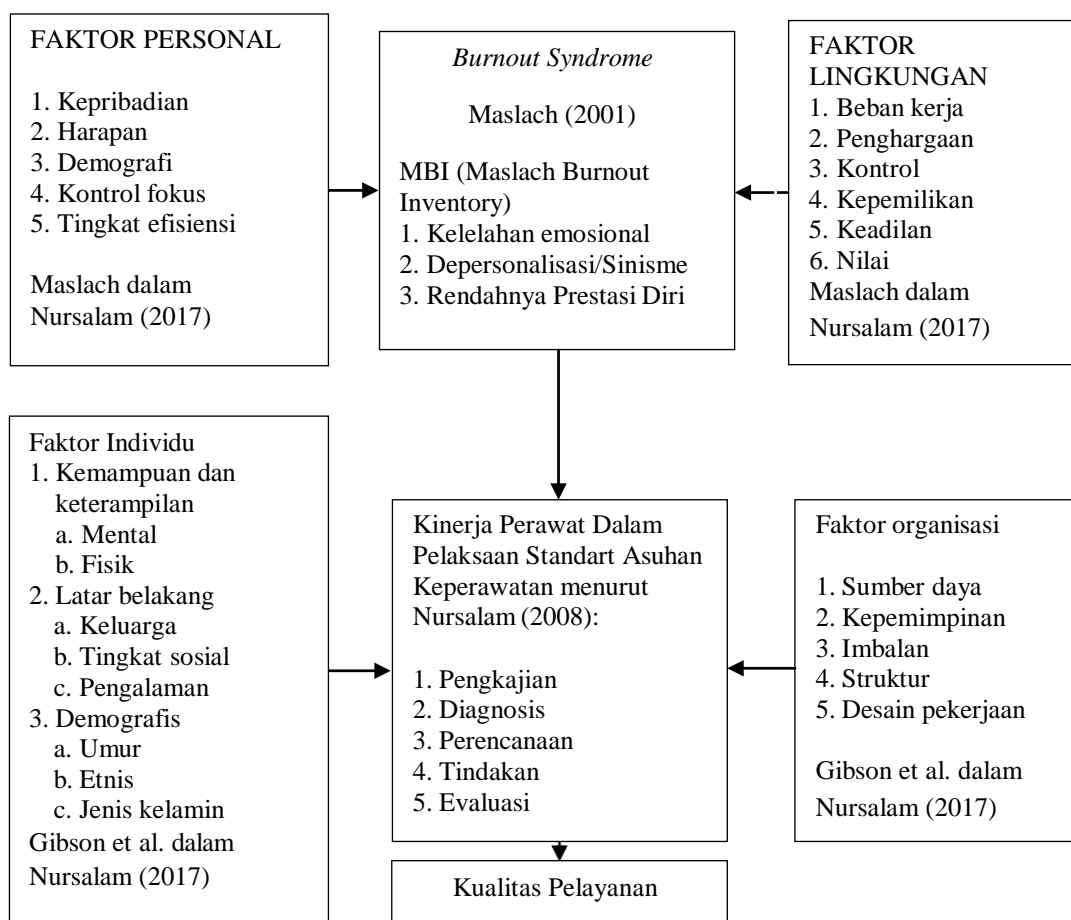 FAKTOR PERSONAL
1. Kepribadian
2. Harapan
3. Demografi
4. Kontrol fokus
5. Tingkat efisiensi
Maslach dalam
Nursalam (2017)
Burnout Syndrome
Maslach (2001)
MBI (Maslach Burnout
Inventory)
1. Kelelahan emosional
2. Depersonalisasi/Sinisme
3. Rendahnya Prestasi Diri
FAKTOR
LINGKUNGAN
1. Beban kerja
2. Penghargaan
3. Kontrol
4. Kepemilikan
5. Keadilan
6. Nilai
Maslach dalam
Nursalam (2017)
Faktor Individu
1. Kemampuan dan
keterampilan
a. Mental
b. Fisik
2. Latar belakang
a. Keluarga
b. Tingkat sosial
c. Pengalaman
3. Demografis
a. Umur
b. Etnis
c. Jenis kelamin
Gibson et al. dalam
Nursalam (2017)
Kinerja Perawat Dalam
Pelaksaan Standart Asuhan
Keperawatan menurut
Nursalam (2008):
1. Pengkajian
2. Diagnosis
3. Perencanaan
4. Tindakan
5. Evaluasi
Faktor organisasi
1. Sumber daya
2. Kepemimpinan
3. Imbalan
4. Struktur
5. Desain pekerjaan
Gibson et al. dalam
Nursalam (2017)
Kualitas Pelayanan